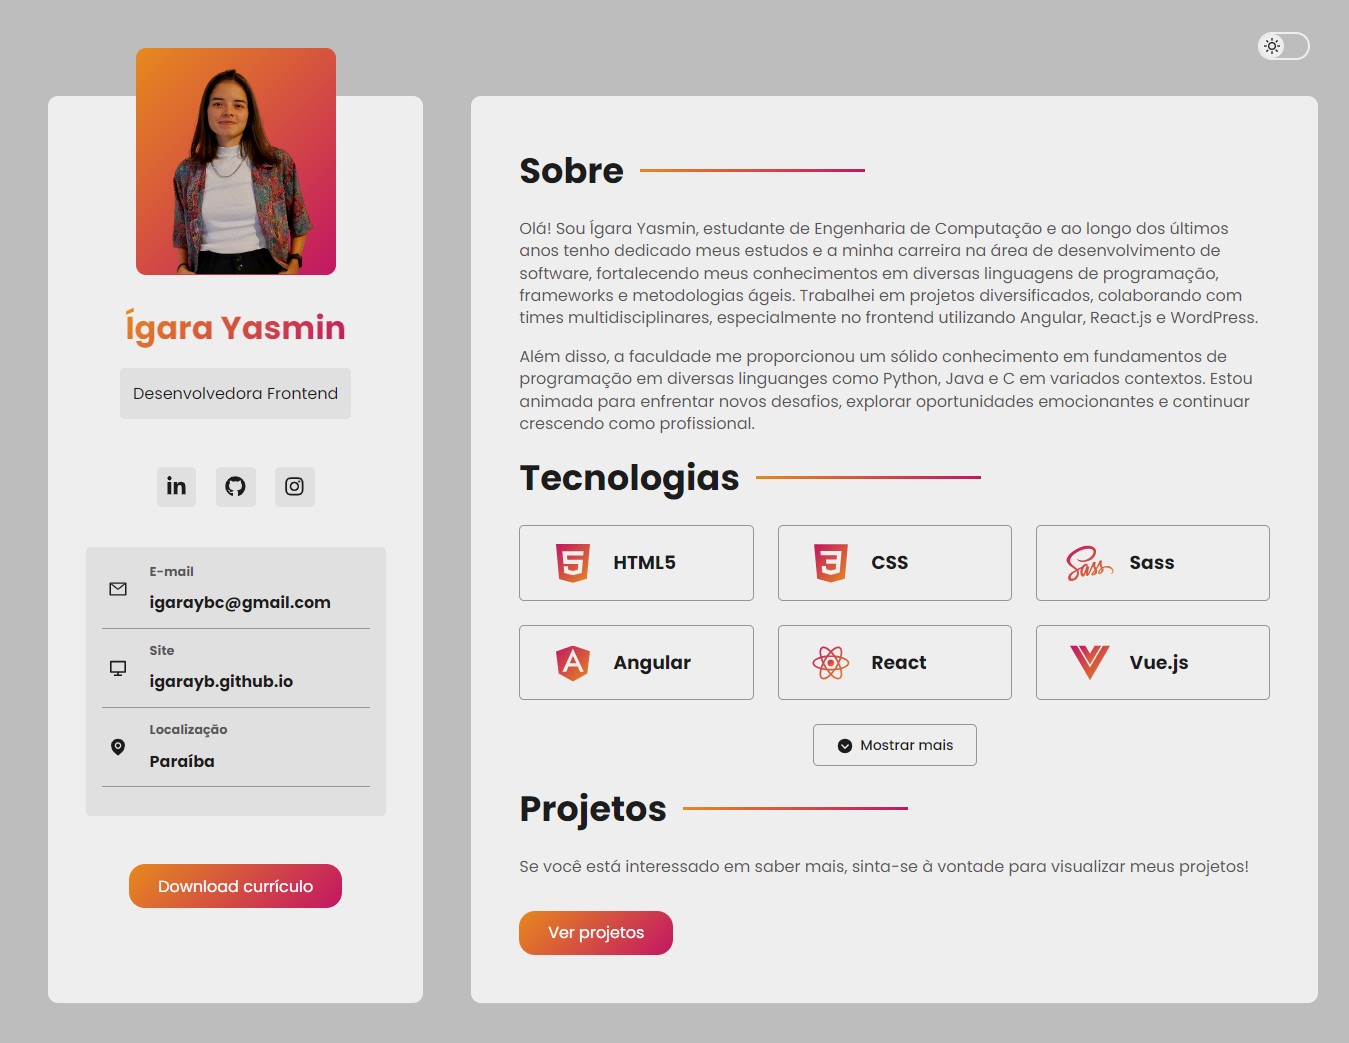 Ígara Yasmin
Desenvolvedora Frontend
E-mail
igaraybc@gmail.com
Site
igarayb.github.io
Localização
Paraíba
Download currículo
Sobre
Olá! Sou Ígara Yasmin, estudante de Engenharia de Computação e ao longo dos últimos
anos tenho dedicado meus estudos e a minha carreira na área de desenvolvimento de
software, fortalecendo meus conhecimentos em diversas linguagens de programação,
frameworks e metodologias ágeis. Trabalhei em projetos diversificados, colaborando com
times multidisciplinares, especialmente no frontend utilizando Angular, React.js e WordPress.
Além disso, a faculdade me proporcionou um sólido conhecimento em fundamentos de
programação em diversas linguanges como Python, Java e C em variados contextos. Estou
animada para enfrentar novos desafios, explorar oportunidades emocionantes e continuar
crescendo como profissional.
Tecnologias
HTML5
CSS
Sass
Angular
React
Vue.js
Mostrar mais
Projetos
Se você está interessado em saber mais, sinta-se à vontade para visualizar meus projetos!
Ver projetos